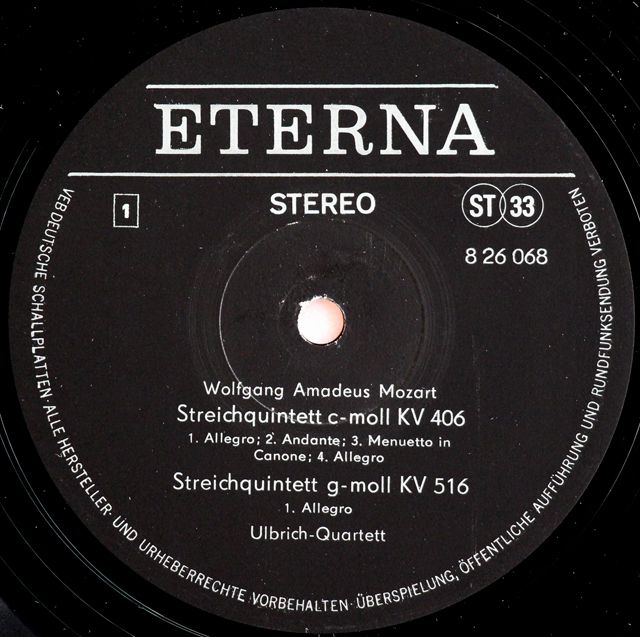 ETERNA
1
STEREO
ST 33
8 26 068
Wolfgang Amadeus Mozart
Streichquintett c-moll KV 406
1. Allegro; 2. Andante; 3. Menuetto in
Canone; 4. Allegro
Streichquintett g-moll KV 516
1. Allegro
Ulbrich-Quartett
VEB DEUTSCHE SCHALLPLATTEN · ALLE HERSTELLER- UND URHEBERRECHTE VORBEHALTEN · ÜBERSPIELUNG, ÖFFENTLICHE AUFFÜHRUNG UND RUNDFUNKSENDUNG VERBOTEN